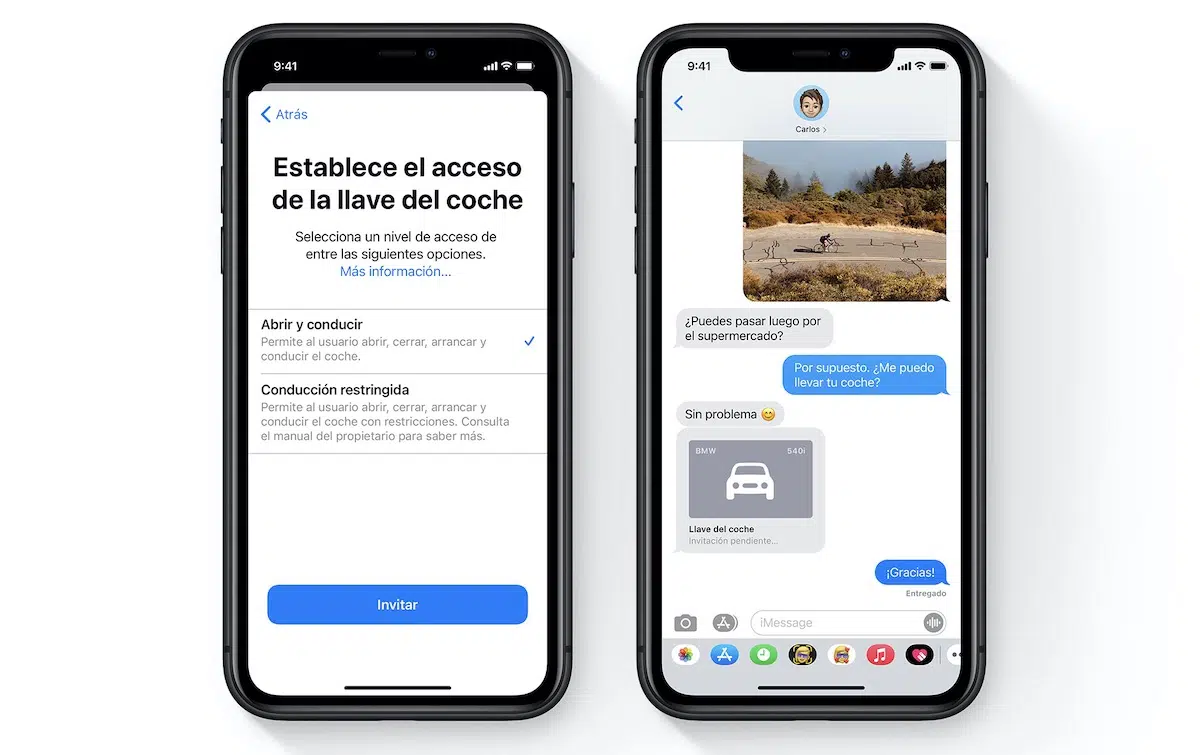 9:41
Atrás
Establece el acceso
de la llave del coche
Selecciona un nivel de acceso de
entre las siguientes opciones.
Más información...
Abrir y conducir
Permite al usuario abrir, cerrar, arrancar y
conducir el coche.
Conducción restringida
Permite al usuario abrir, cerrar, arrancar y
conducir el coche con restricciones. Consulta
el manual del propietario para saber más.
Invitar
9:41
Carlos
¿Puedes pasar luego por
el supermercado?
Por supuesto. ¿Me puedo
llevar tu coche?
Sin problema 😊
BMW 540i
Llave del coche
Invitación pendiente...
¡Gracias!
Entregado
iMessage